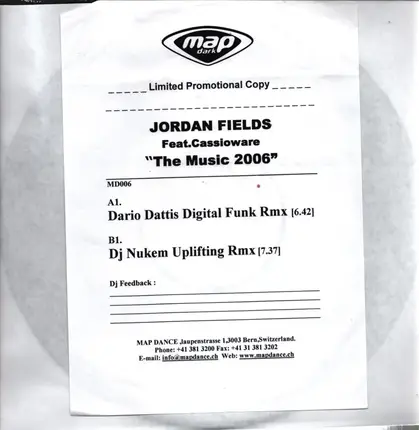 map
dark
_____Limited Promotional Copy_____
JORDAN FIELDS
Feat.Cassioware
"The Music 2006"
MD006
A1.
Dario Dattis Digital Funk Rmx [6.42]
B1.
Dj Nukem Uplifting Rmx [7.37]
Dj Feedback :
MAP DANCE Jaupenstrasse 1,3003 Bern,Switzerland.
Phone: +41 381 3200 Fax: +41 31 381 3202
E-mail: info@mapdance.ch Web: www.mapdance.ch